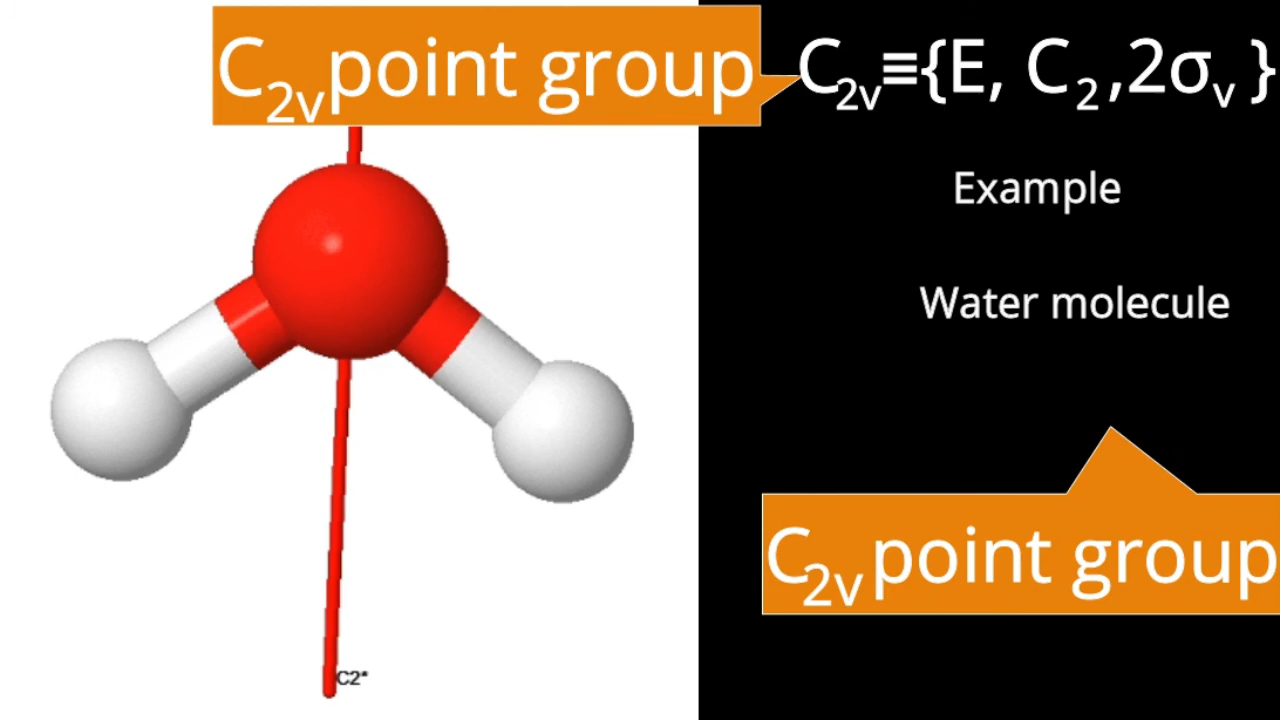 C₂ᵥpoint group
C₂ᵥ≡{E, C₂,2σᵥ}
Example
Water molecule
C₂ᵥpoint group
C2*